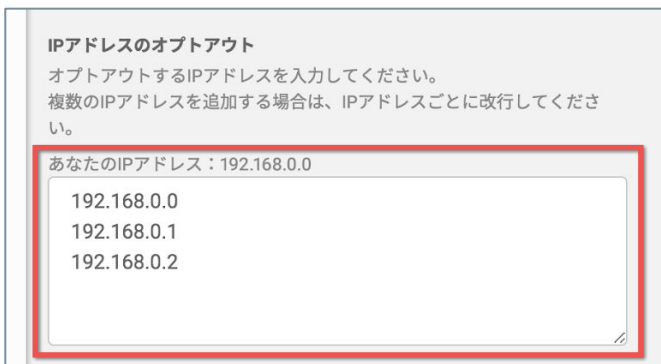 IPアドレスのオプトアウト
オプトアウトするIPアドレスを入力してください。
複数のIPアドレスを追加する場合は、IPアドレスごとに改行してくださ
い。
あなたのIPアドレス：192.168.0.0
192.168.0.0
192.168.0.1
192.168.0.2